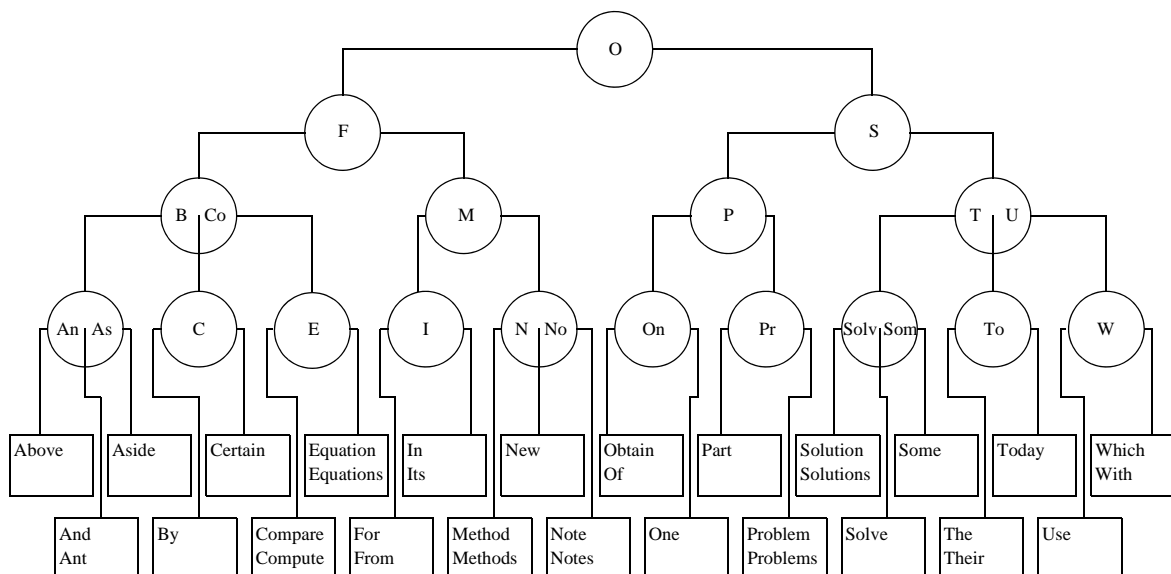 O
F S
B Co M P T U
An As C E I N No On Pr Solv Som To W
Above Aside Certain Equation In New Obtain Part Solution Some Today Which
Equations Its Of Solutions With
And By Compare For Method Note One Problem Solve The Use
Ant Compute From Methods Notes Problems Their